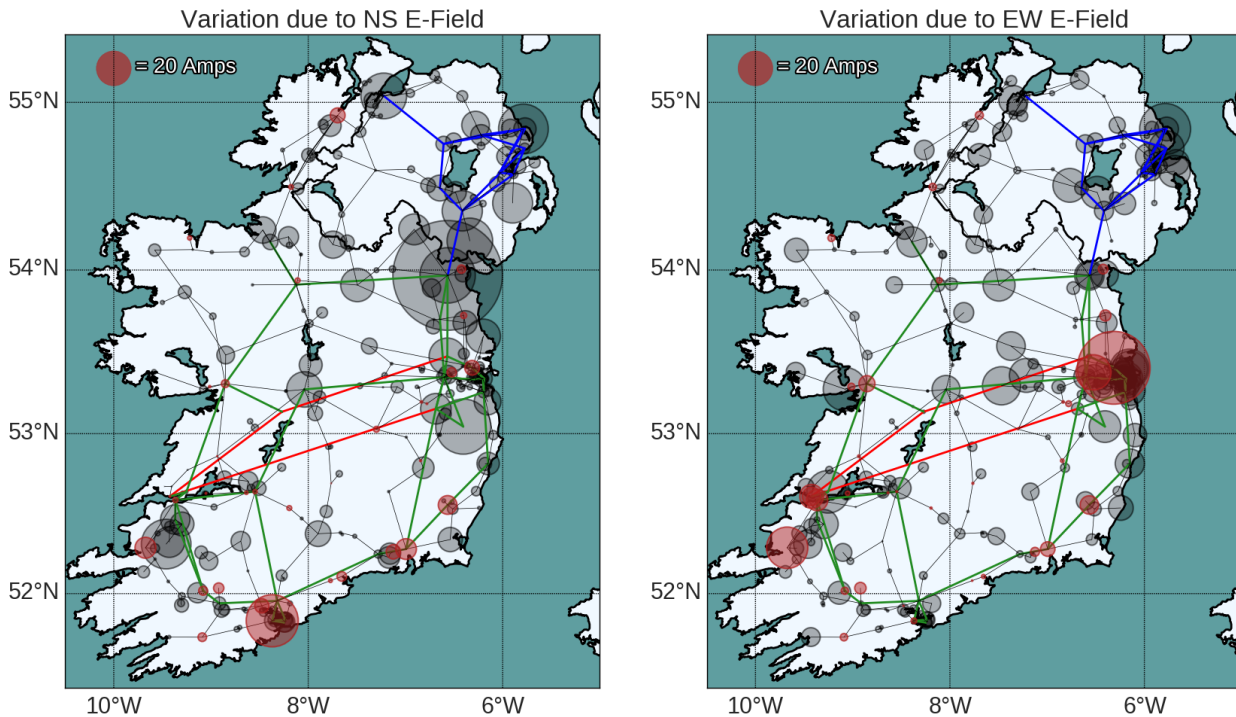 Variation due to NS E-Field
Variation due to EW E-Field
= 20 Amps
= 20 Amps
55°N
54°N
53°N
52°N
55°N
54°N
53°N
52°N
10°W
8°W
6°W
10°W
8°W
6°W